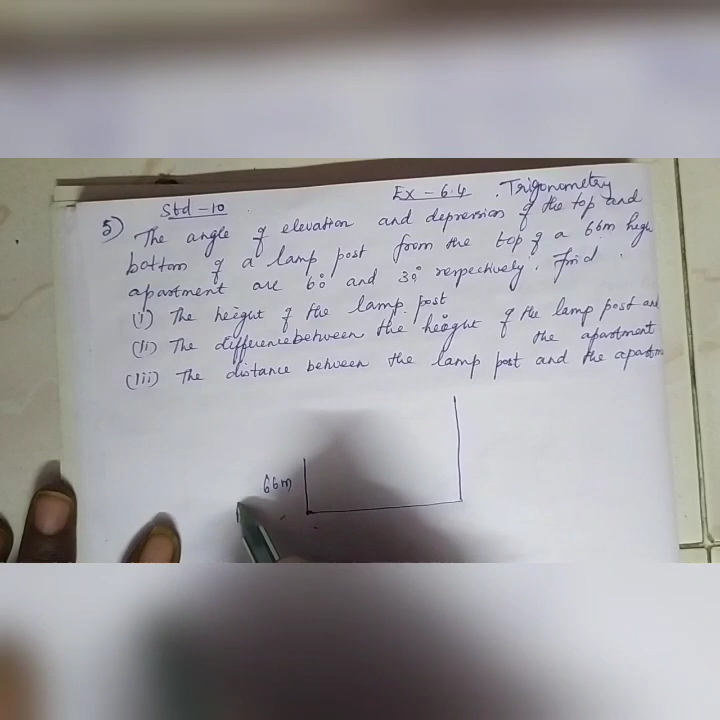 Std - 10 Ex - 6.4 . Trigonometry
5) The angle of elevation and depression of the top and
bottom of a lamp post from the top of a 66m high
apartment are 60° and 30° respectively. Find .
(i) The height of the lamp post
(ii) The difference between the height of the lamp post and
the apartment
(iii) The distance between the lamp post and the apartm
66m